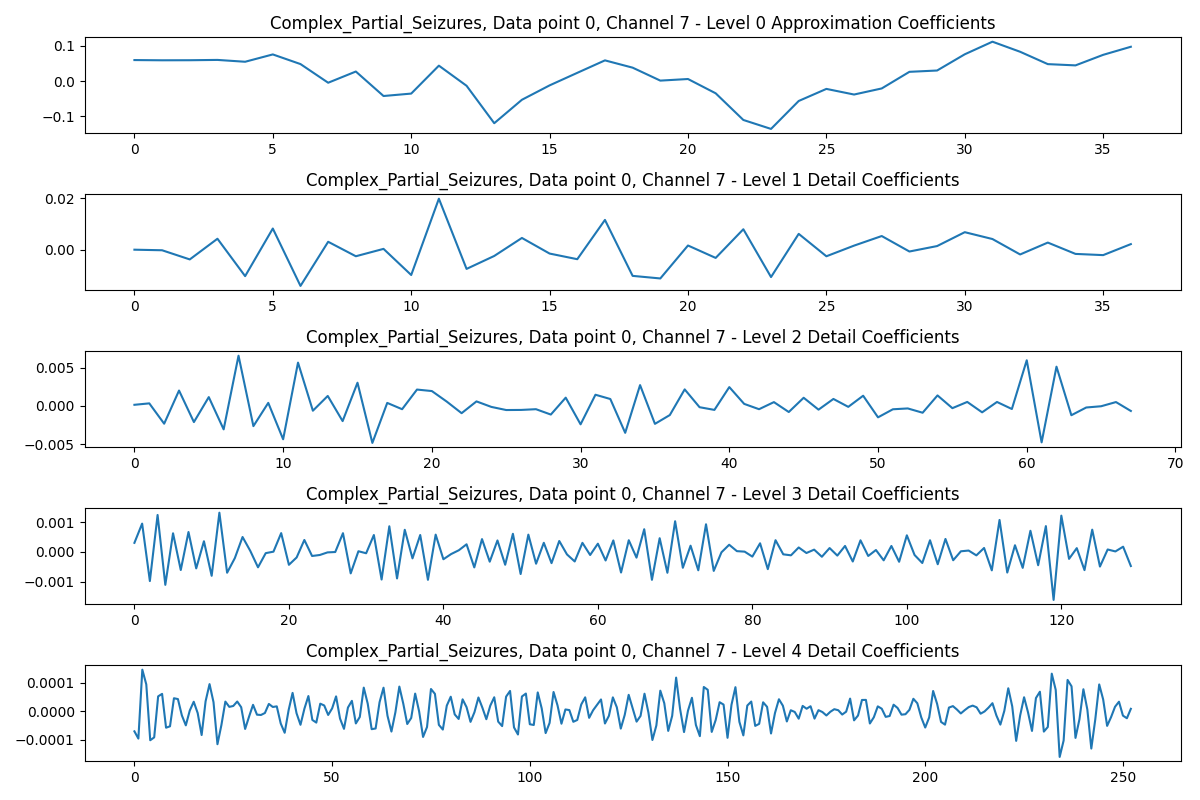 Complex_Partial_Seizures, Data point 0, Channel 7 - Level 0 Approximation Coefficients
0.1
0.0
−0.1
0 5 10 15 20 25 30 35
Complex_Partial_Seizures, Data point 0, Channel 7 - Level 1 Detail Coefficients
0.02
0.00
0 5 10 15 20 25 30 35
Complex_Partial_Seizures, Data point 0, Channel 7 - Level 2 Detail Coefficients
0.005
0.000
−0.005
0 10 20 30 40 50 60 70
Complex_Partial_Seizures, Data point 0, Channel 7 - Level 3 Detail Coefficients
0.001
0.000
−0.001
0 20 40 60 80 100 120
Complex_Partial_Seizures, Data point 0, Channel 7 - Level 4 Detail Coefficients
0.0001
0.0000
−0.0001
0 50 100 150 200 250